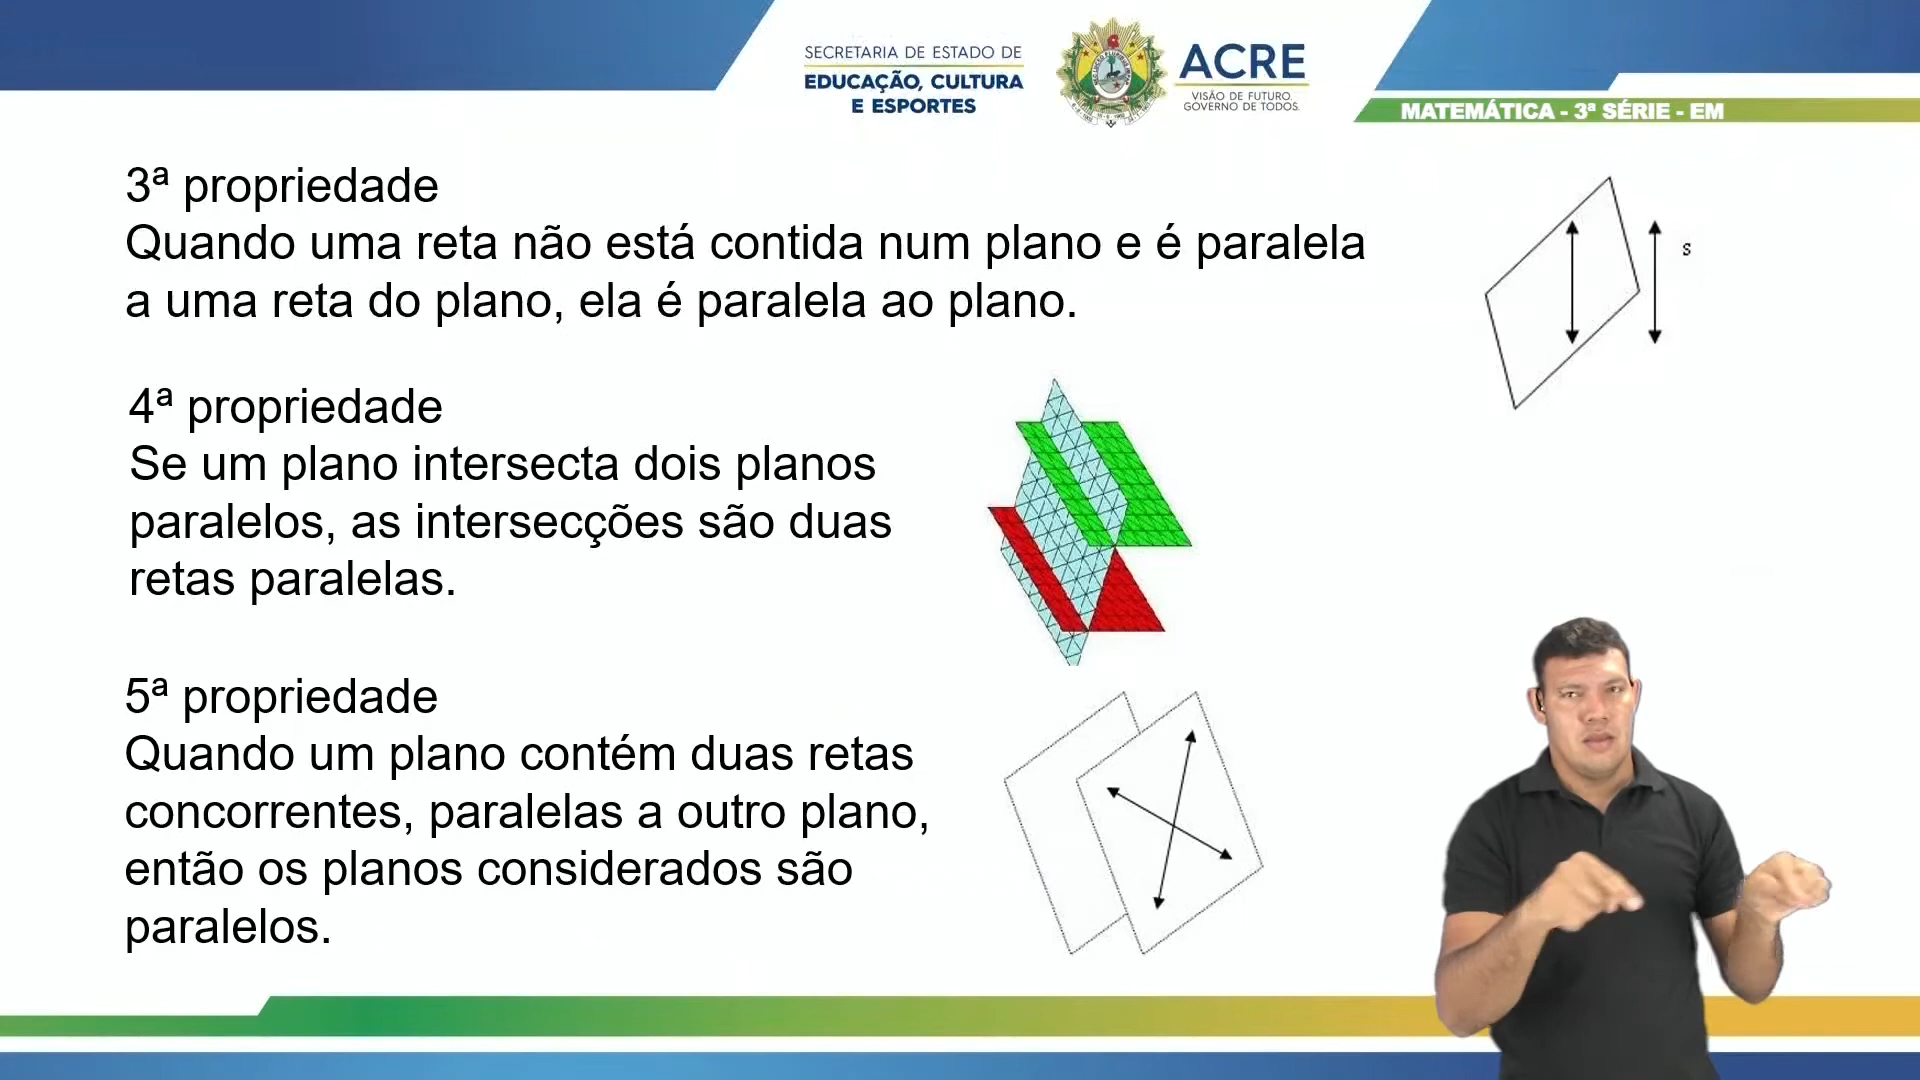 SECRETARIA DE ESTADO DE
EDUCAÇÃO, CULTURA
E ESPORTES
ACRE
VISÃO DE FUTURO.
GOVERNO DE TODOS.
MATEMÁTICA - 3ª SÉRIE - EM
3ª propriedade
Quando uma reta não está contida num plano e é paralela
a uma reta do plano, ela é paralela ao plano.
s
4ª propriedade
Se um plano intersecta dois planos
paralelos, as intersecções são duas
retas paralelas.
5ª propriedade
Quando um plano contém duas retas
concorrentes, paralelas a outro plano,
então os planos considerados são
paralelos.